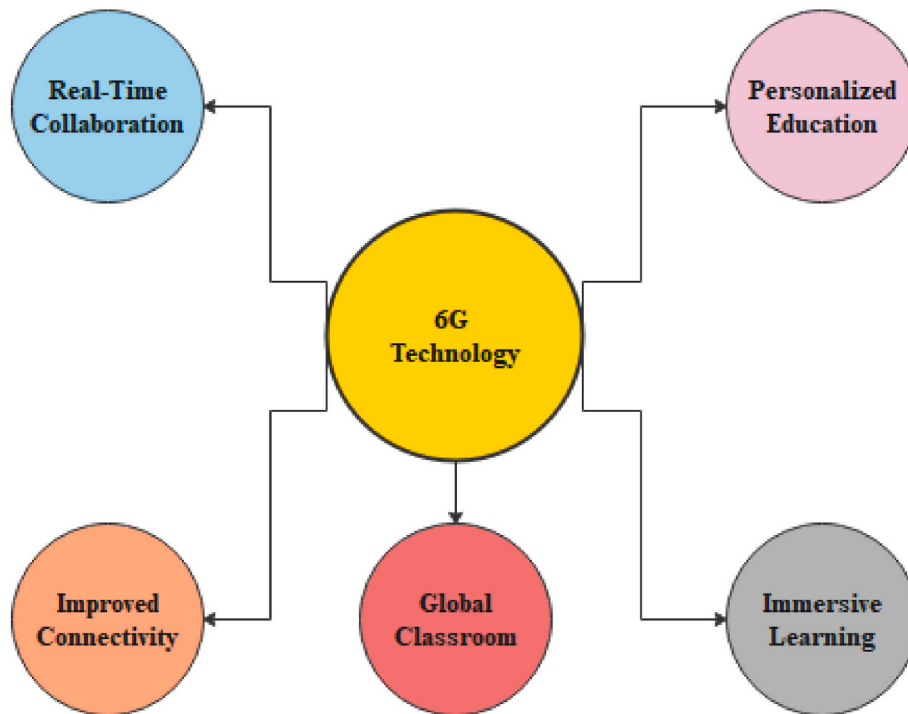 Real-Time
Collaboration
Personalized
Education
6G
Technology
Improved
Connectivity
Global
Classroom
Immersive
Learning